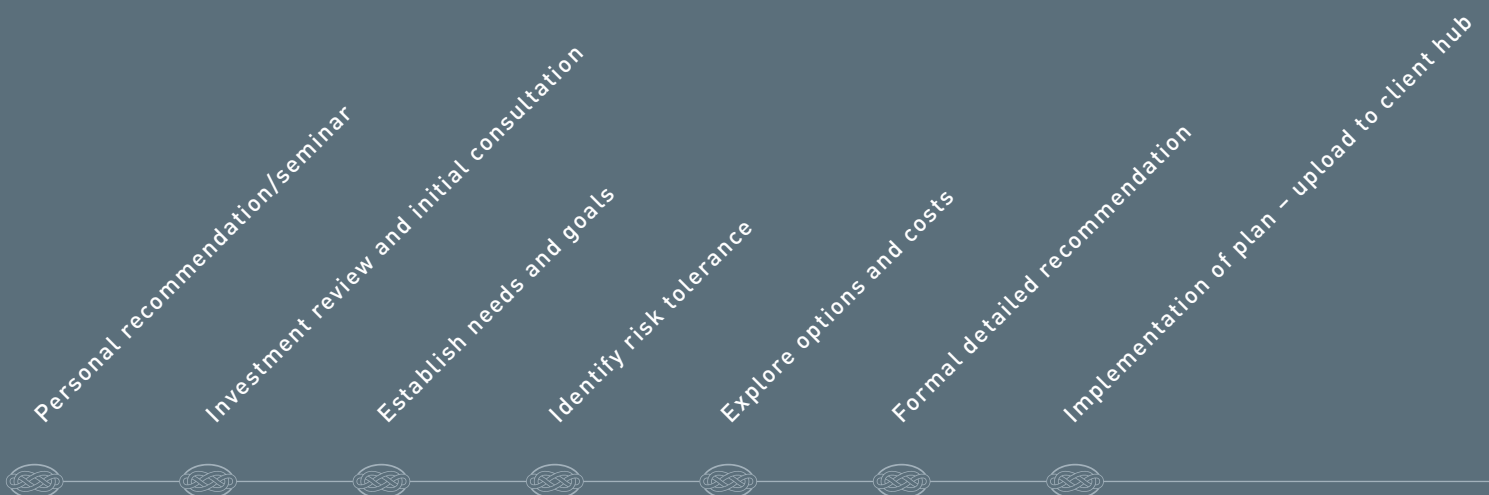 Personal recommendation/seminar
Investment review and initial consultation
Establish needs and goals
Identify risk tolerance
Explore options and costs
Formal detailed recommendation
Implementation of plan – upload to client hub